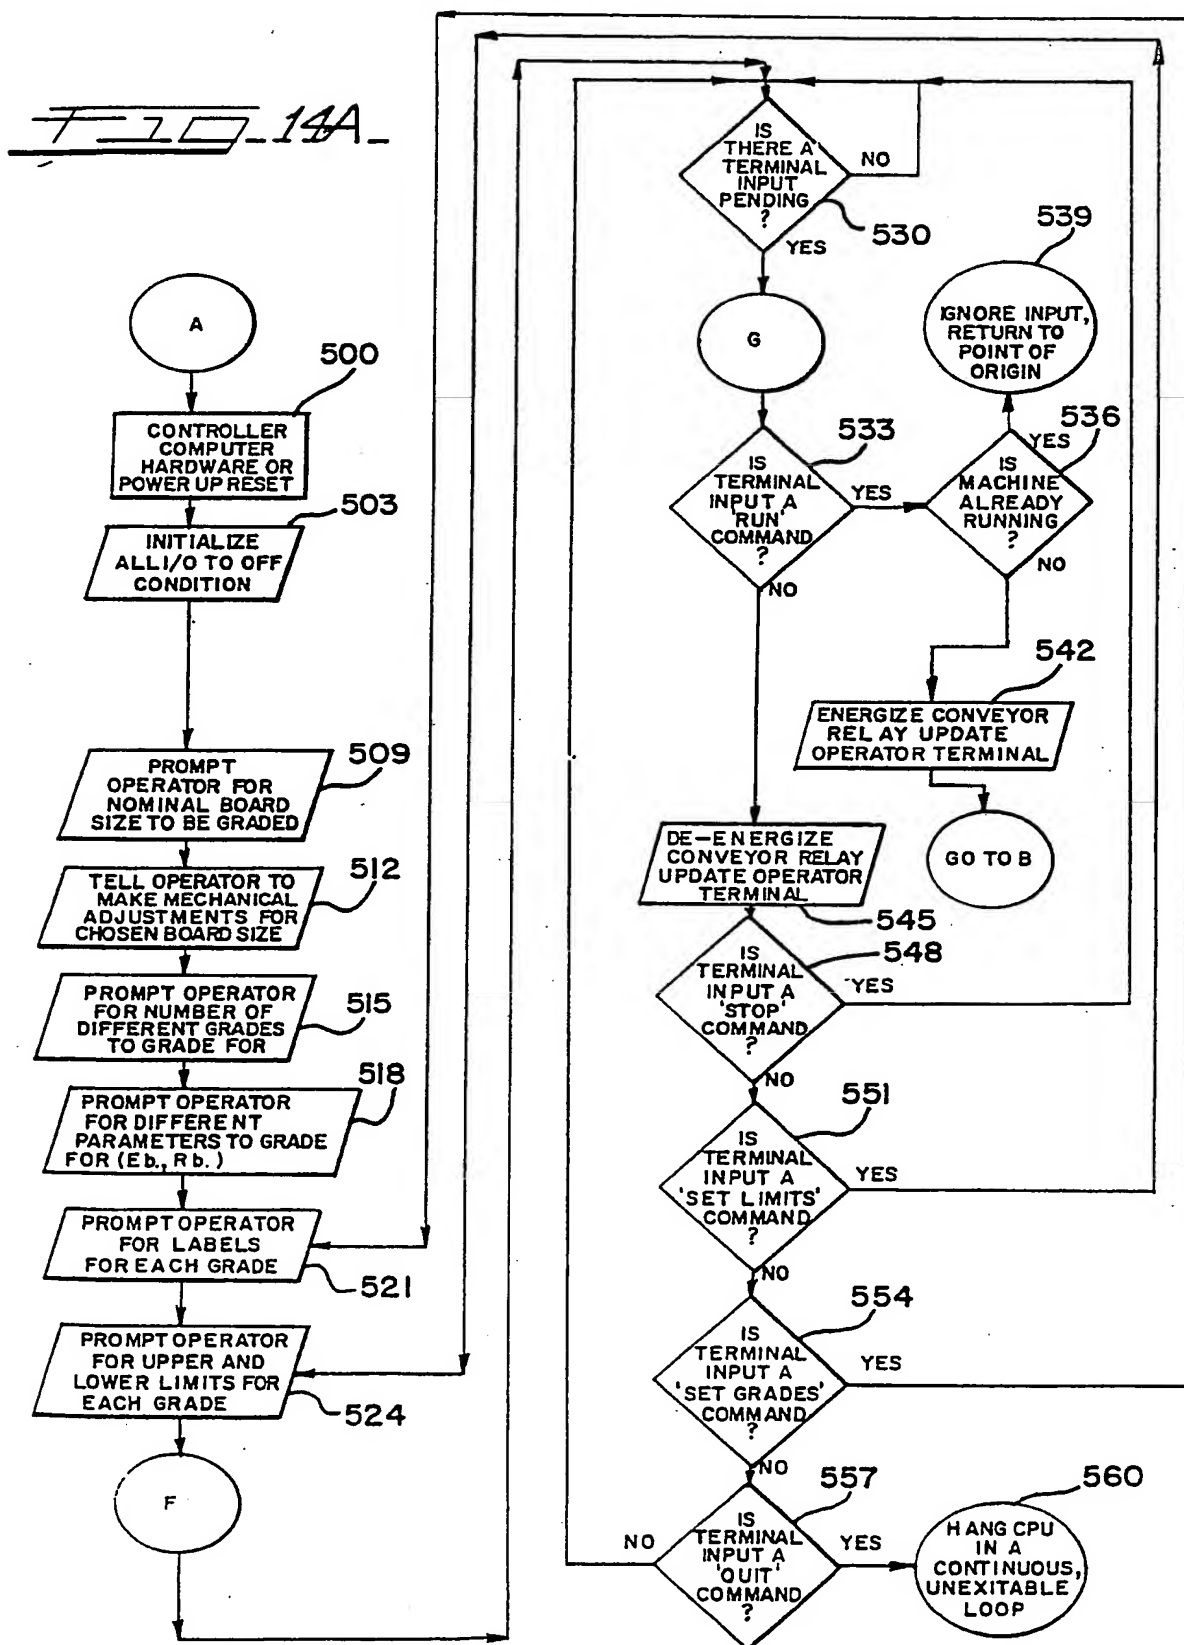 FIG_14A_
A
500
CONTROLLER
COMPUTER
HARDWARE OR
POWER UP RESET
503
INITIALIZE
ALL I/O TO OFF
CONDITION
509
PROMPT
OPERATOR FOR
NOMINAL BOARD
SIZE TO BE GRADED
512
TELL OPERATOR TO
MAKE MECHANICAL
ADJUSTMENTS FOR
CHOSEN BOARD SIZE
515
PROMPT OPERATOR
FOR NUMBER OF
DIFFERENT GRADES
TO GRADE FOR
518
PROMPT OPERATOR
FOR DIFFERENT
PARAMETERS TO GRADE
FOR (Eb., Rb.)
PROMPT OPERATOR
FOR LABELS
FOR EACH GRADE
521
PROMPT OPERATOR
FOR UPPER AND
LOWER LIMITS FOR
EACH GRADE
524
F
IS
THERE A
TERMINAL
INPUT
PENDING
?
NO
530
YES
G
539
IGNORE INPUT,
RETURN TO
POINT OF
ORIGIN
533
IS
TERMINAL
INPUT A
'RUN'
COMMAND
?
YES
NO
536
YES
IS
MACHINE
ALREADY
RUNNING
?
NO
542
ENERGIZE CONVEYOR
RELAY UPDATE
OPERATOR TERMINAL
GO TO B
DE-ENERGIZE
CONVEYOR RELAY
UPDATE OPERATOR
TERMINAL
545
548
IS
TERMINAL
INPUT A
'STOP'
COMMAND
?
YES
NO
551
IS
TERMINAL
INPUT A
'SET LIMITS'
COMMAND
?
YES
NO
554
IS
TERMINAL
INPUT A
'SET GRADES'
COMMAND
?
YES
NO
557
IS
TERMINAL
INPUT A
'QUIT'
COMMAND
?
NO
YES
560
HANG CPU
IN A
CONTINUOUS,
UNEXITABLE
LOOP